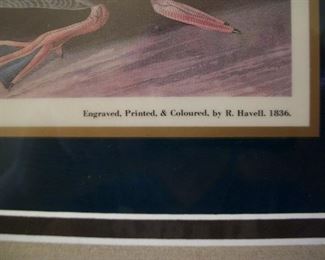 Engraved, Printed, & Coloured, by R. Havell. 1836.